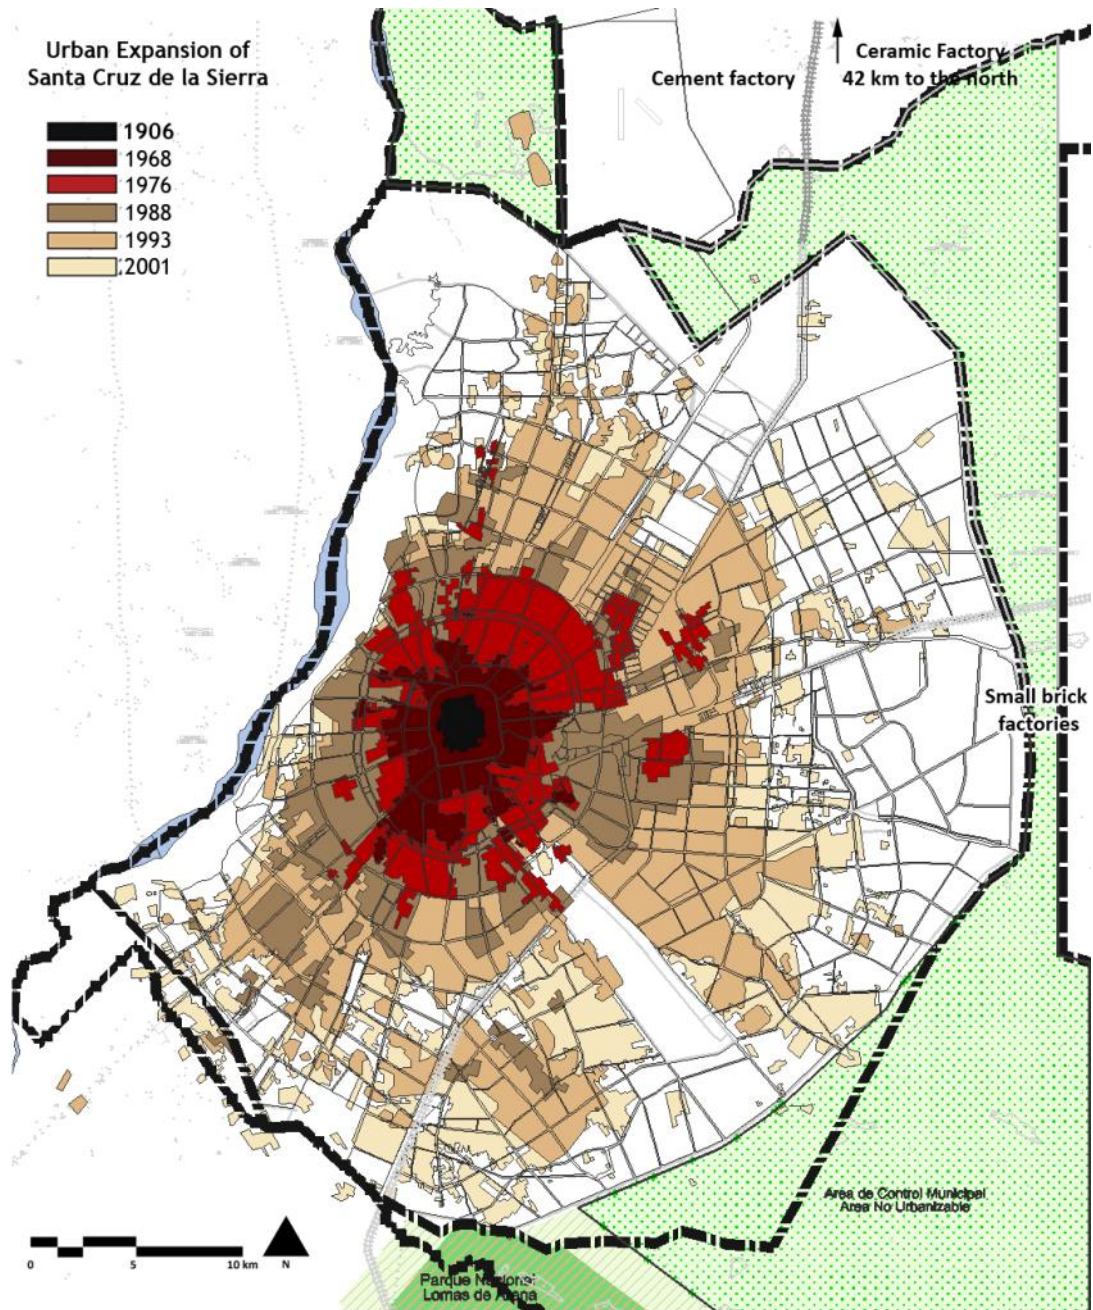 Urban Expansion of
Santa Cruz de la Sierra
1906
1968
1976
1988
1993
2001
Cement factory
Ceramic Factory
42 km to the north
Small brick
factories
Area de Control Municipal
Area No Urbanizable
Parque Nacional
Lomas de Arena
0 5 10 km N